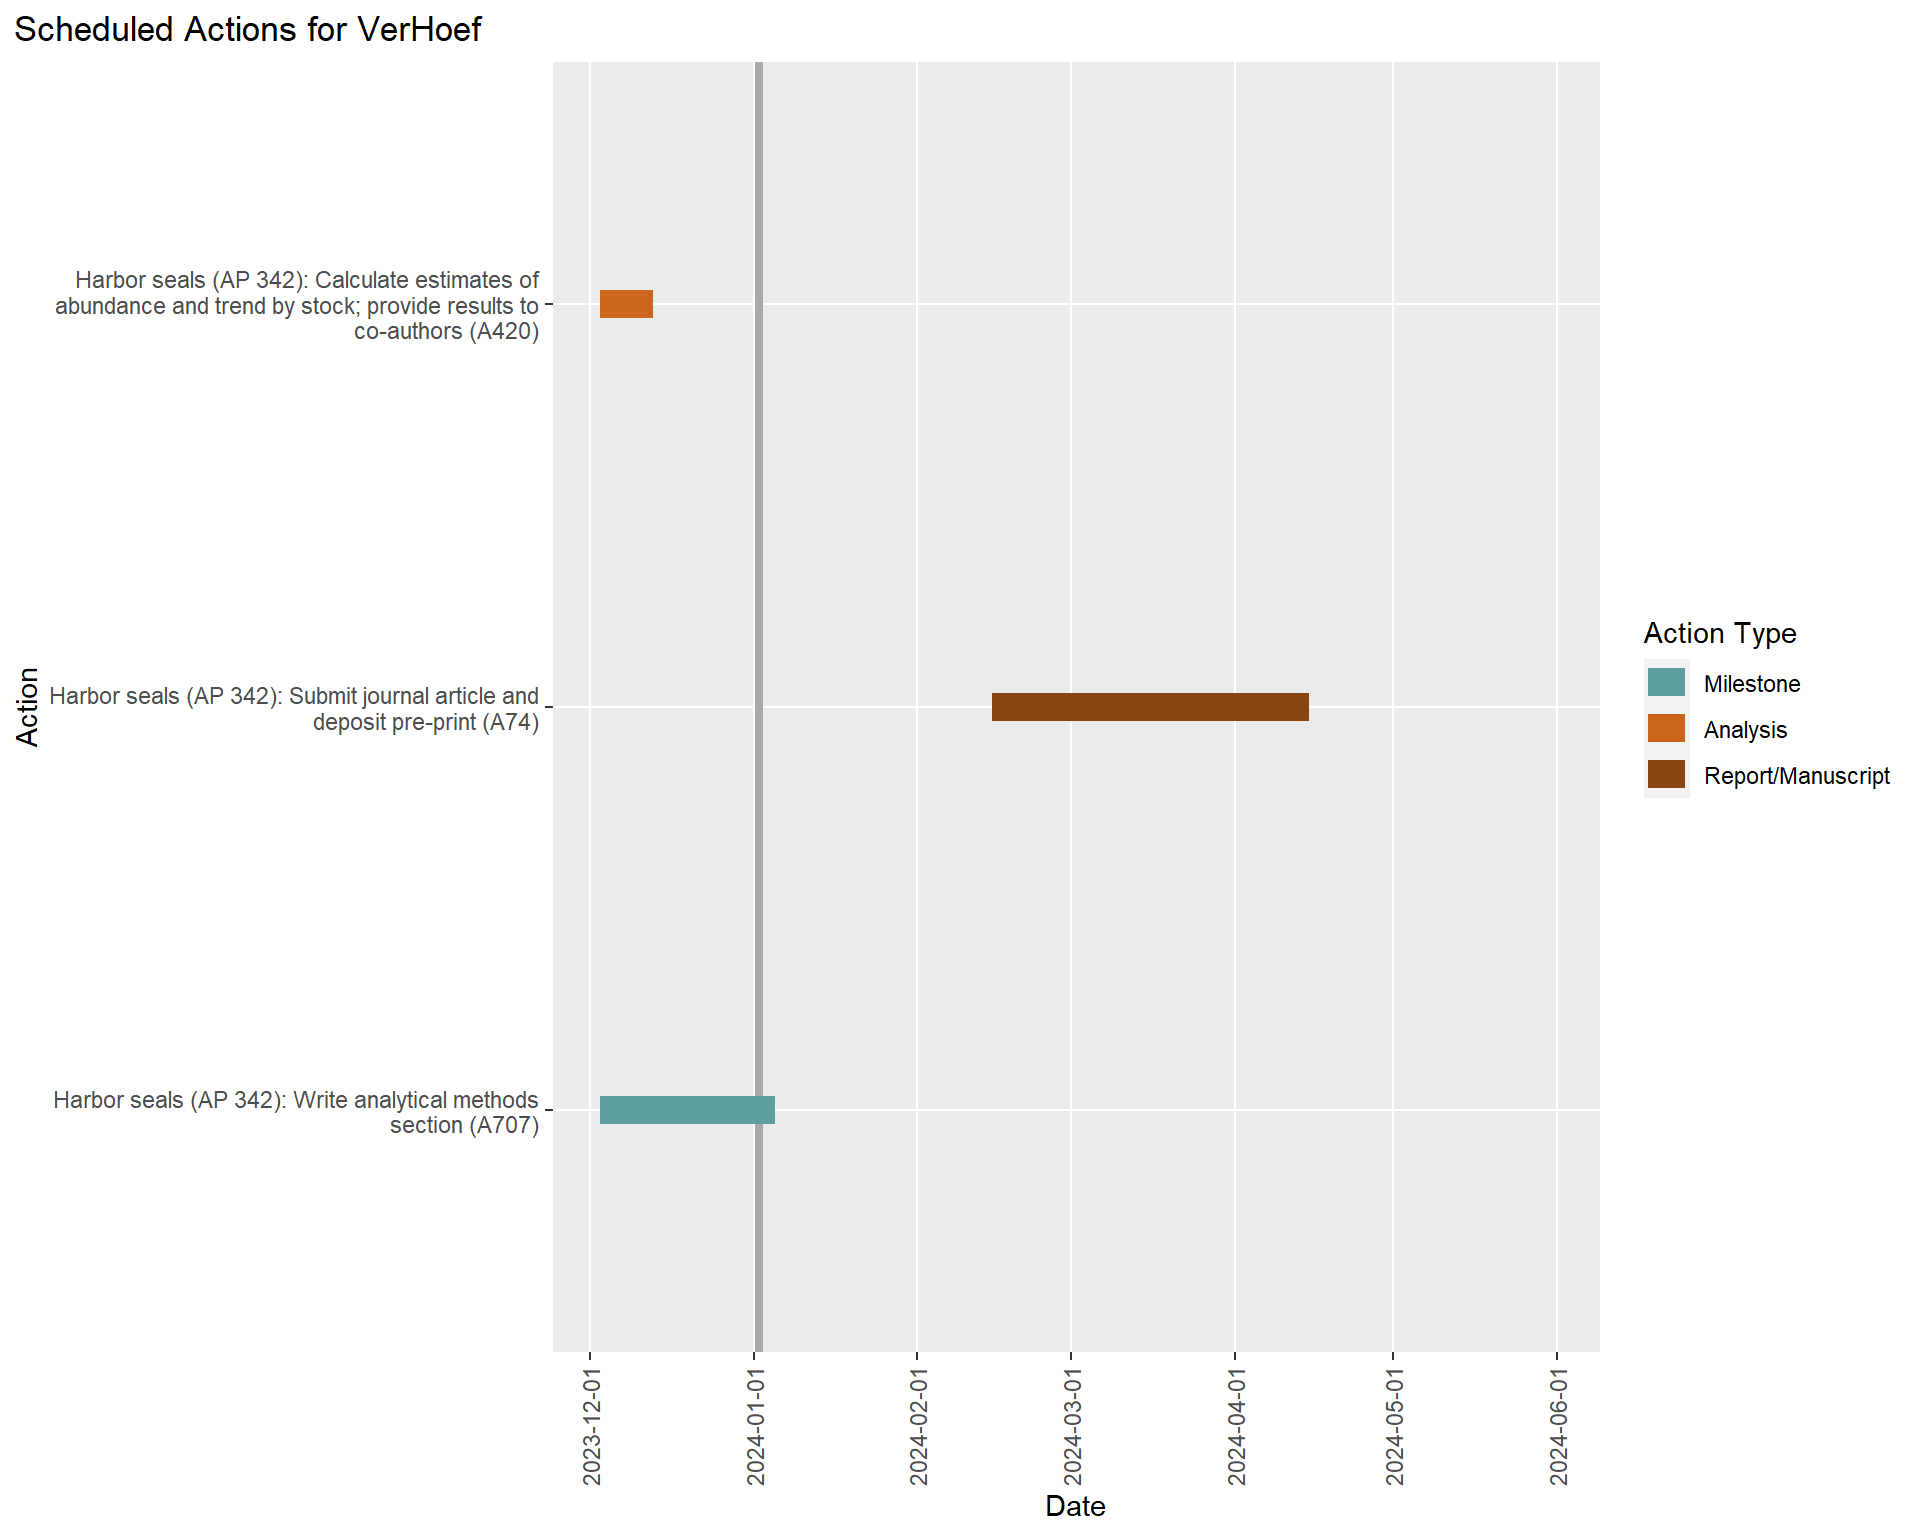 Scheduled Actions for VerHoef
Harbor seals (AP 342): Calculate estimates of
abundance and trend by stock; provide results to
co-authors (A420)
Harbor seals (AP 342): Submit journal article and
deposit pre-print (A74)
Harbor seals (AP 342): Write analytical methods
section (A707)
Action
2023-12-01
2024-01-01
2024-02-01
2024-03-01
2024-04-01
2024-05-01
2024-06-01
Date
Action Type
Milestone
Analysis
Report/Manuscript